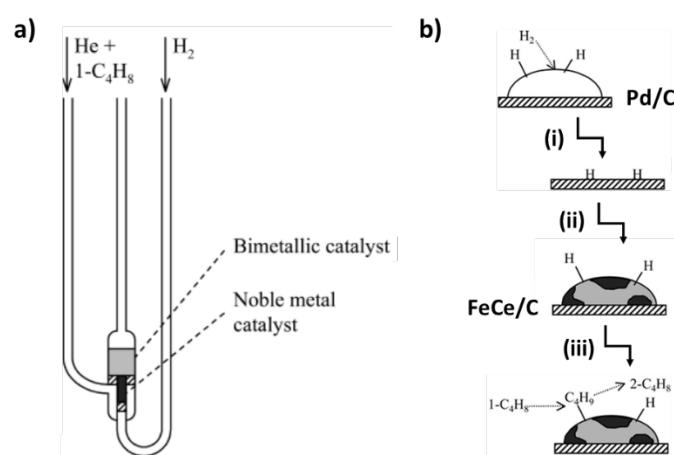 a)
He +
1-C₄H₈
H₂
Bimetallic catalyst
Noble metal
catalyst
b)
H₂
H
H
Pd/C
(i)
H
H
(ii)
H
H
FeCe/C
(iii)
1-C₄H₈
C₄H₉
2-C₄H₈
H